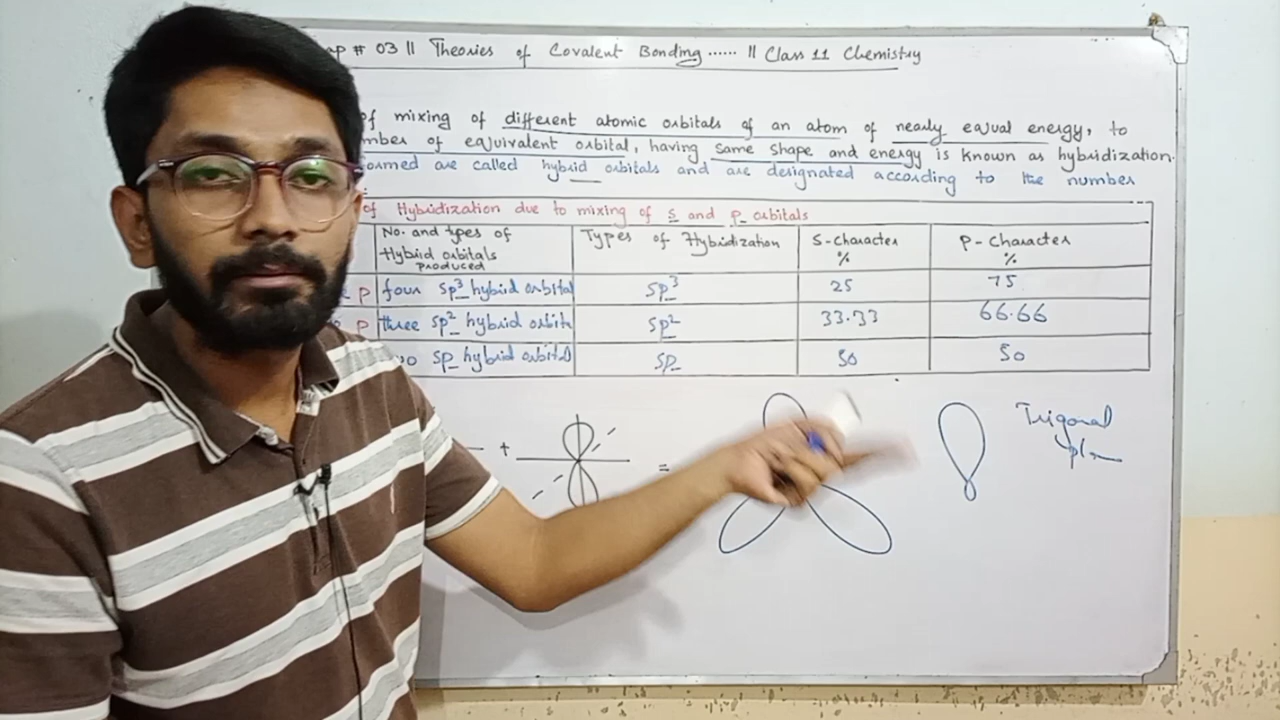 ap # 03 || Theories of Covalent Bonding ...... || Class 11 Chemistry
of mixing of different atomic orbitals of an atom of nearly equal energy, to
mber of equivalent orbital, having same shape and energy is known as hybridization.
ormed are called hybrid orbitals and are designated according to the number
of Hybridization due to mixing of s and p orbitals
No. and types of Hybrid orbitals produced
Types of Hybridization
S-Character %
P-Character %
p four sp³ hybrid orbital sp³ 25 75
p three sp² hybrid orbita sp² 33.33 66.66
o sp hybrid orbital sp 50 50
+ =
Trigonal